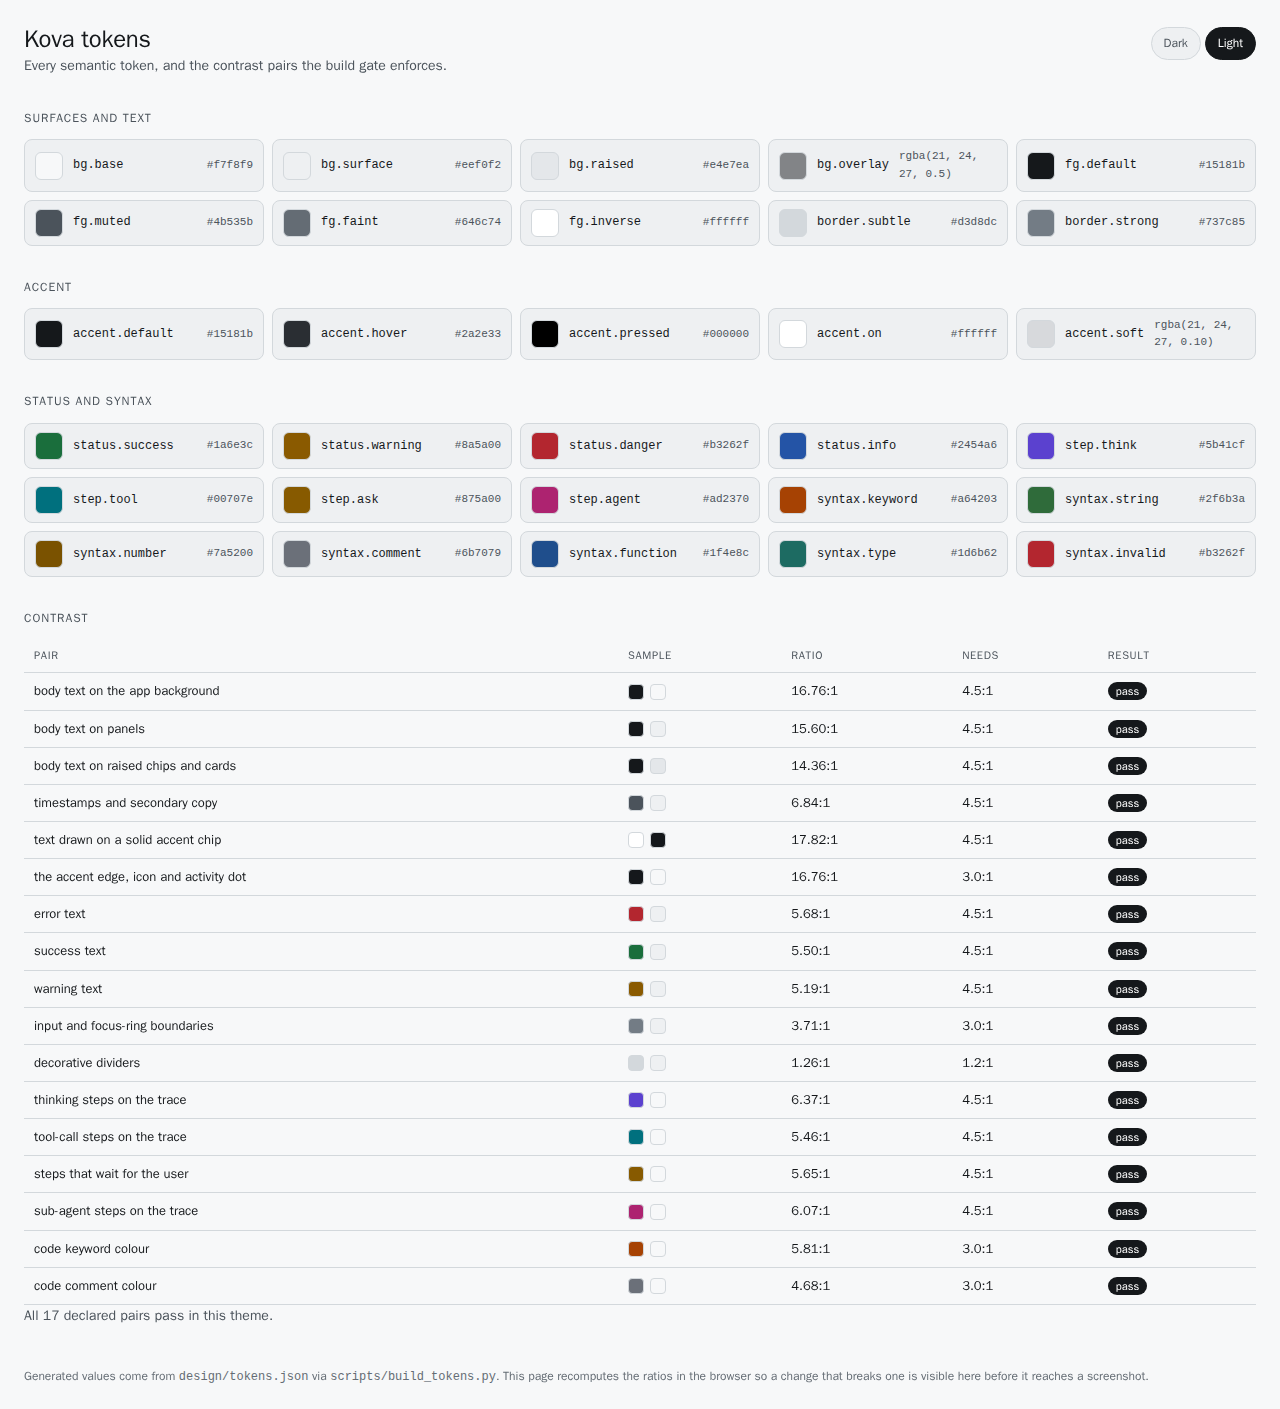 Kova tokens
Dark
Light
Every semantic token, and the contrast pairs the build gate enforces.
SURFACES AND TEXT
bg.base #f7f8f9
bg.surface #eef0f2
bg.raised #e4e7ea
bg.overlay rgba(21, 24, 27, 0.5)
fg.default #15181b
fg.muted #4b535b
fg.faint #646c74
fg.inverse #ffffff
border.subtle #d3d8dc
border.strong #737c85
ACCENT
accent.default #15181b
accent.hover #2a2e33
accent.pressed #000000
accent.on #ffffff
accent.soft rgba(21, 24, 27, 0.10)
STATUS AND SYNTAX
status.success #1a6e3c
status.warning #8a5a00
status.danger #b3262f
status.info #2454a6
step.think #5b41cf
step.tool #00707e
step.ask #875a00
step.agent #ad2370
syntax.keyword #a64203
syntax.string #2f6b3a
syntax.number #7a5200
syntax.comment #6b7079
syntax.function #1f4e8c
syntax.type #1d6b62
syntax.invalid #b3262f
CONTRAST
PAIR SAMPLE RATIO NEEDS RESULT
body text on the app background 16.76:1 4.5:1 pass
body text on panels 15.60:1 4.5:1 pass
body text on raised chips and cards 14.36:1 4.5:1 pass
timestamps and secondary copy 6.84:1 4.5:1 pass
text drawn on a solid accent chip 17.82:1 4.5:1 pass
the accent edge, icon and activity dot 16.76:1 3.0:1 pass
error text 5.68:1 4.5:1 pass
success text 5.50:1 4.5:1 pass
warning text 5.19:1 4.5:1 pass
input and focus-ring boundaries 3.71:1 3.0:1 pass
decorative dividers 1.26:1 1.2:1 pass
thinking steps on the trace 6.37:1 4.5:1 pass
tool-call steps on the trace 5.46:1 4.5:1 pass
steps that wait for the user 5.65:1 4.5:1 pass
sub-agent steps on the trace 6.07:1 4.5:1 pass
code keyword colour 5.81:1 3.0:1 pass
code comment colour 4.68:1 3.0:1 pass
All 17 declared pairs pass in this theme.
Generated values come from design/tokens.json via scripts/build_tokens.py. This page recomputes the ratios in the browser so a change that breaks one is visible here before it reaches a screenshot.